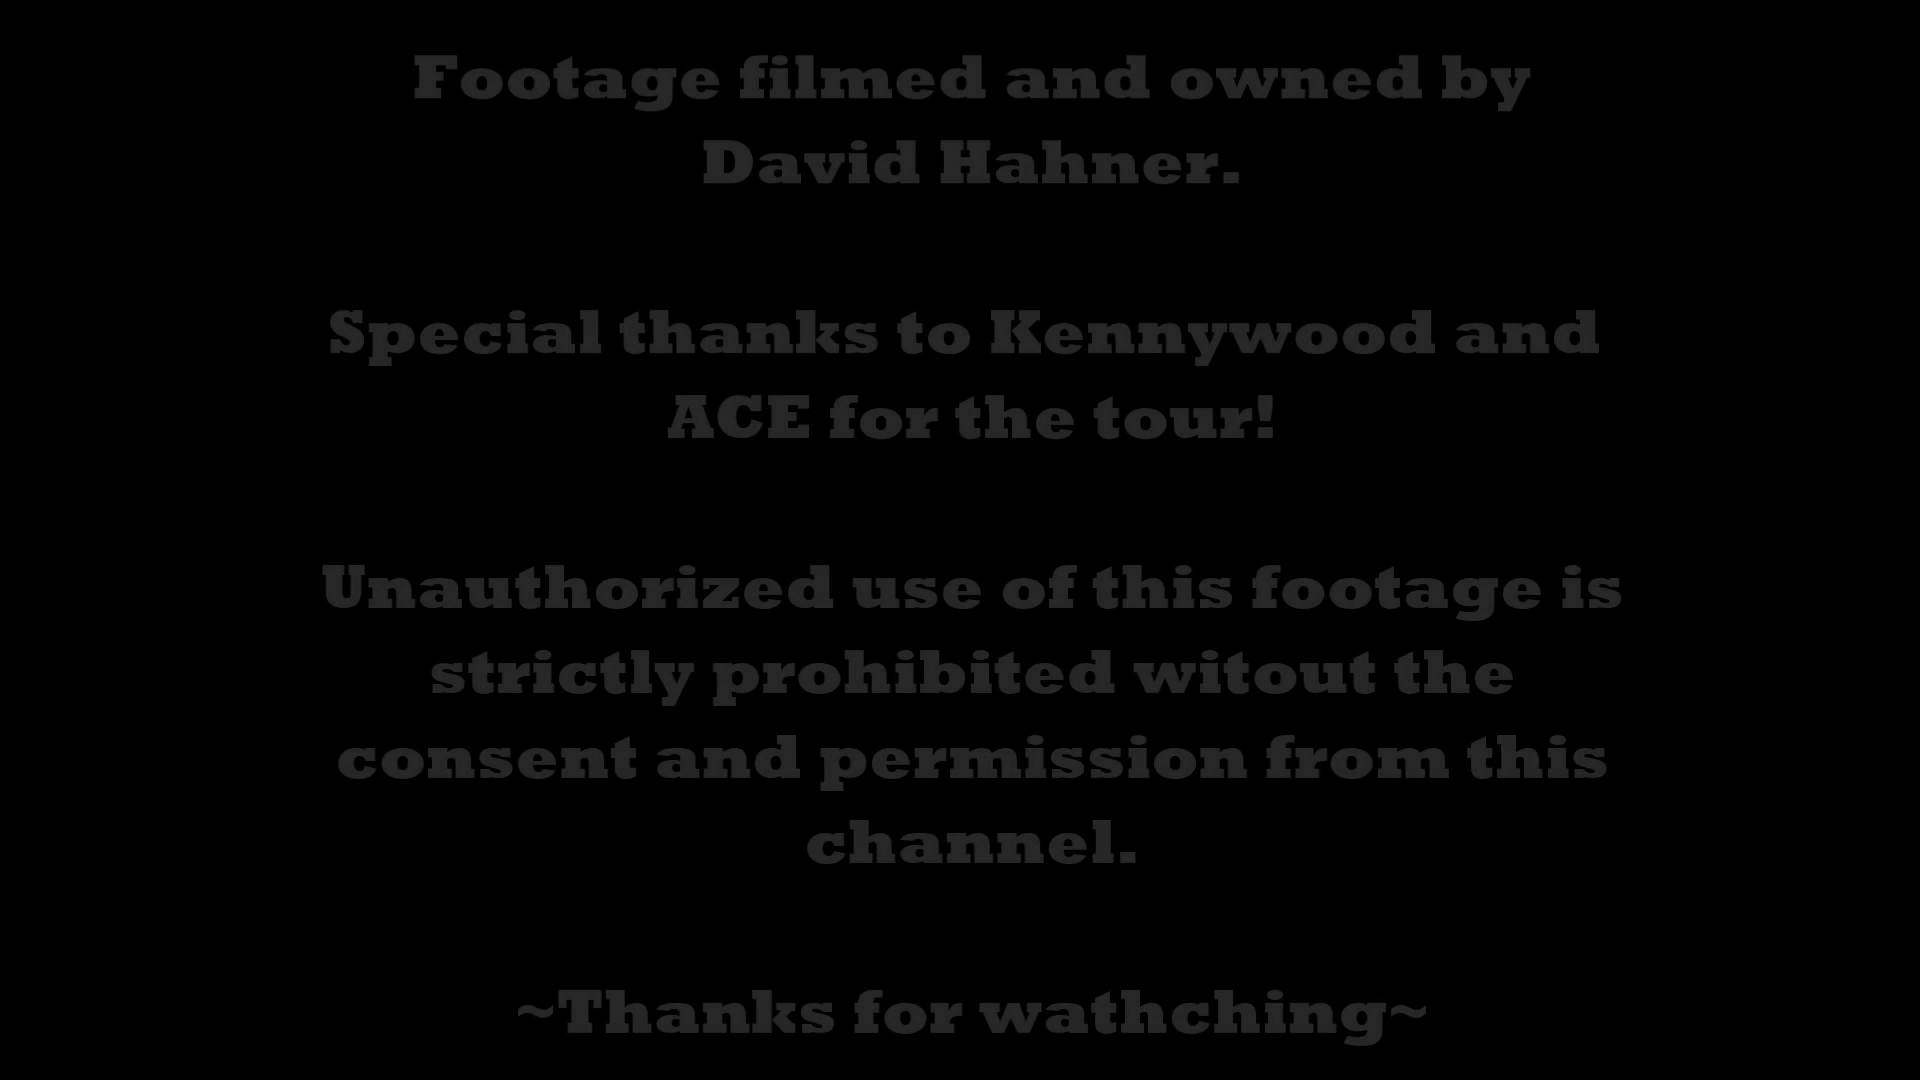 Footage filmed and owned by
David Hahner.
Special thanks to Kennywood and
ACE for the tour!
Unauthorized use of this footage is
strictly prohibited witout the
consent and permission from this
channel.
~Thanks for wathching~